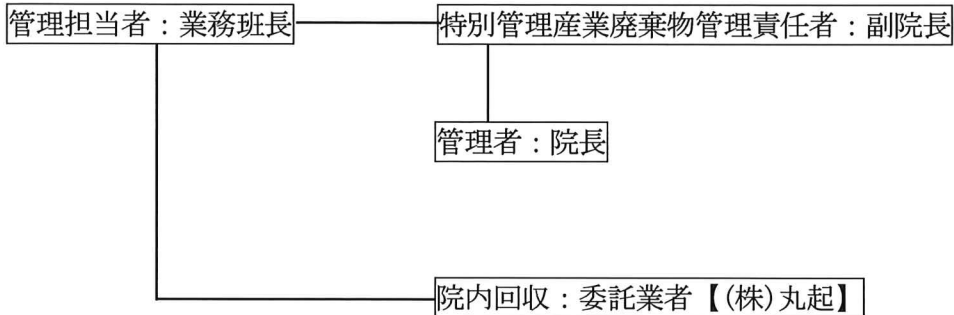 管理担当者：業務班長
特別管理産業廃棄物管理責任者：副院長
管理者：院長
院内回収：委託業者【(株)丸起】